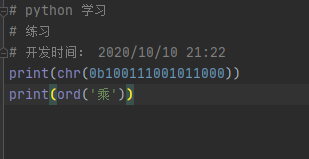 # python 学习
# 练习
# 开发时间: 2020/10/10 21:22
print(chr(0b100111001011000))
print(ord('乘'))